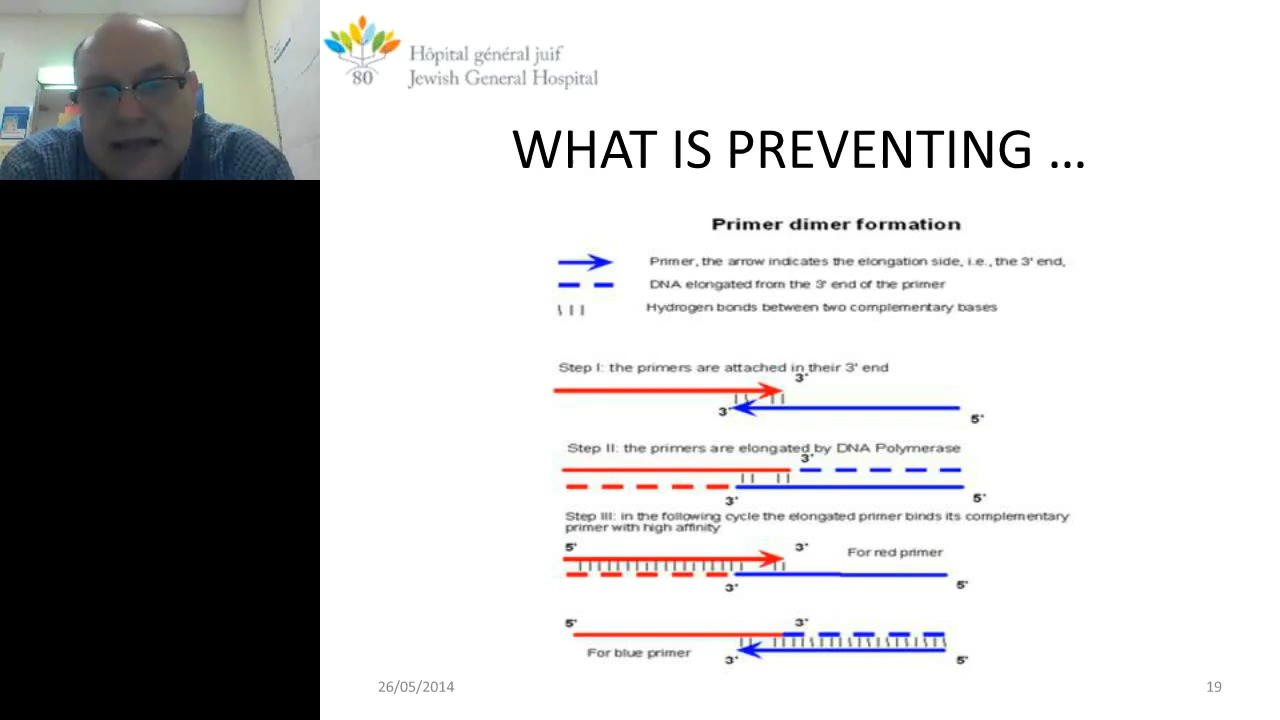 Hôpital général juif
Jewish General Hospital
80
WHAT IS PREVENTING ...
Primer dimer formation
Primer, the arrow indicates the elongation side, i.e., the 3' end,
DNA elongated from the 3' end of the primer
Hydrogen bonds between two complementary bases
Step I: the primers are attached in their 3' end
3'
3'
5'
Step II: the primers are elongated by DNA Polymerase
3'
3'
5'
Step III: in the following cycle the elongated primer binds its complementary
primer with high affinity
5'
3'
For red primer
3'
5'
5'
3'
For blue primer
3'
5'
26/05/2014
19